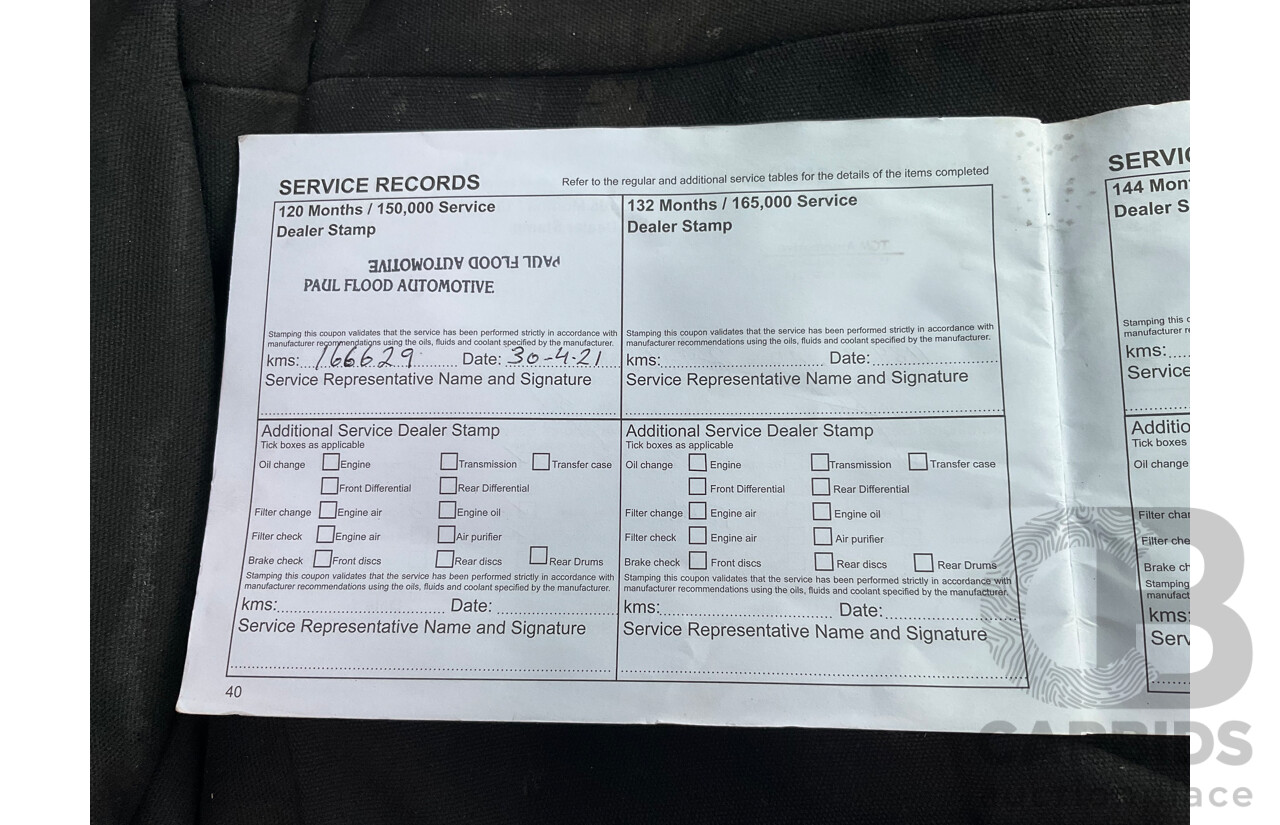 SERVICE RECORDS
Refer to the regular and additional service tables for the details of the items completed
120 Months / 150,000 Service
Dealer Stamp
PAUL FLOOD AUTOMOTIVE
PAUL FLOOD AUTOMOTIVE
Stamping this coupon validates that the service has been performed strictly in accordance with
manufacturer recommendations using the oils, fluids and coolant specified by the manufacturer.
kms: 166629 Date: 30-4-21
Service Representative Name and Signature
132 Months / 165,000 Service
Dealer Stamp
Stamping this coupon validates that the service has been performed strictly in accordance with
manufacturer recommendations using the oils, fluids and coolant specified by the manufacturer.
kms: Date:
Service Representative Name and Signature
Additional Service Dealer Stamp
Tick boxes as applicable
Oil change Engine Transmission Transfer case
Front Differential Rear Differential
Filter change Engine air Engine oil
Filter check Engine air Air purifier
Brake check Front discs Rear discs Rear Drums
Stamping this coupon validates that the service has been performed strictly in accordance with
manufacturer recommendations using the oils, fluids and coolant specified by the manufacturer.
kms: Date:
Service Representative Name and Signature
Additional Service Dealer Stamp
Tick boxes as applicable
Oil change Engine Transmission Transfer case
Front Differential Rear Differential
Filter change Engine air Engine oil
Filter check Engine air Air purifier
Brake check Front discs Rear discs Rear Drums
Stamping this coupon validates that the service has been performed strictly in accordance with
manufacturer recommendations using the oils, fluids and coolant specified by the manufacturer.
kms: Date:
Service Representative Name and Signature
40
SERVIC
144 Mon
Dealer S
Stamping this c
manufacturer r
kms:
Service
Additio
Tick boxes
Oil change
Filter char
Filter che
Brake ch
Stamping
manufact
kms:
Serv
CARBIDS